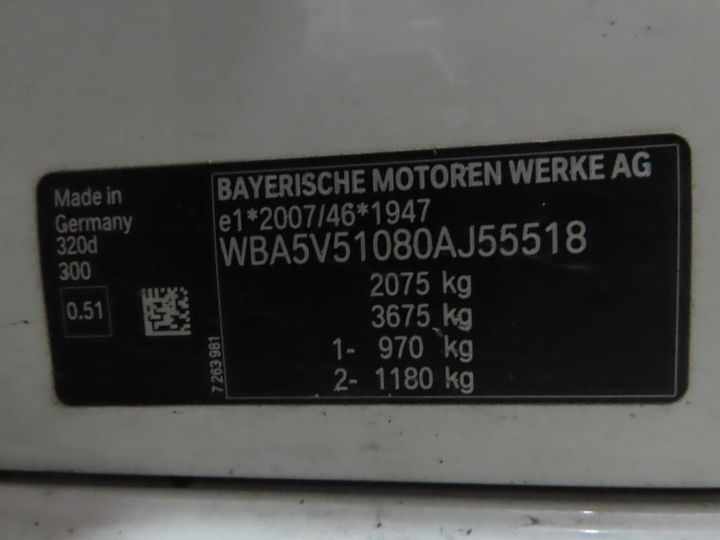 Made in
Germany
320d
300
0.51
7 263 981
BAYERISCHE MOTOREN WERKE AG
e1*2007/46*1947
WBA5V51080AJ55518
2075 kg
3675 kg
1- 970 kg
2- 1180 kg